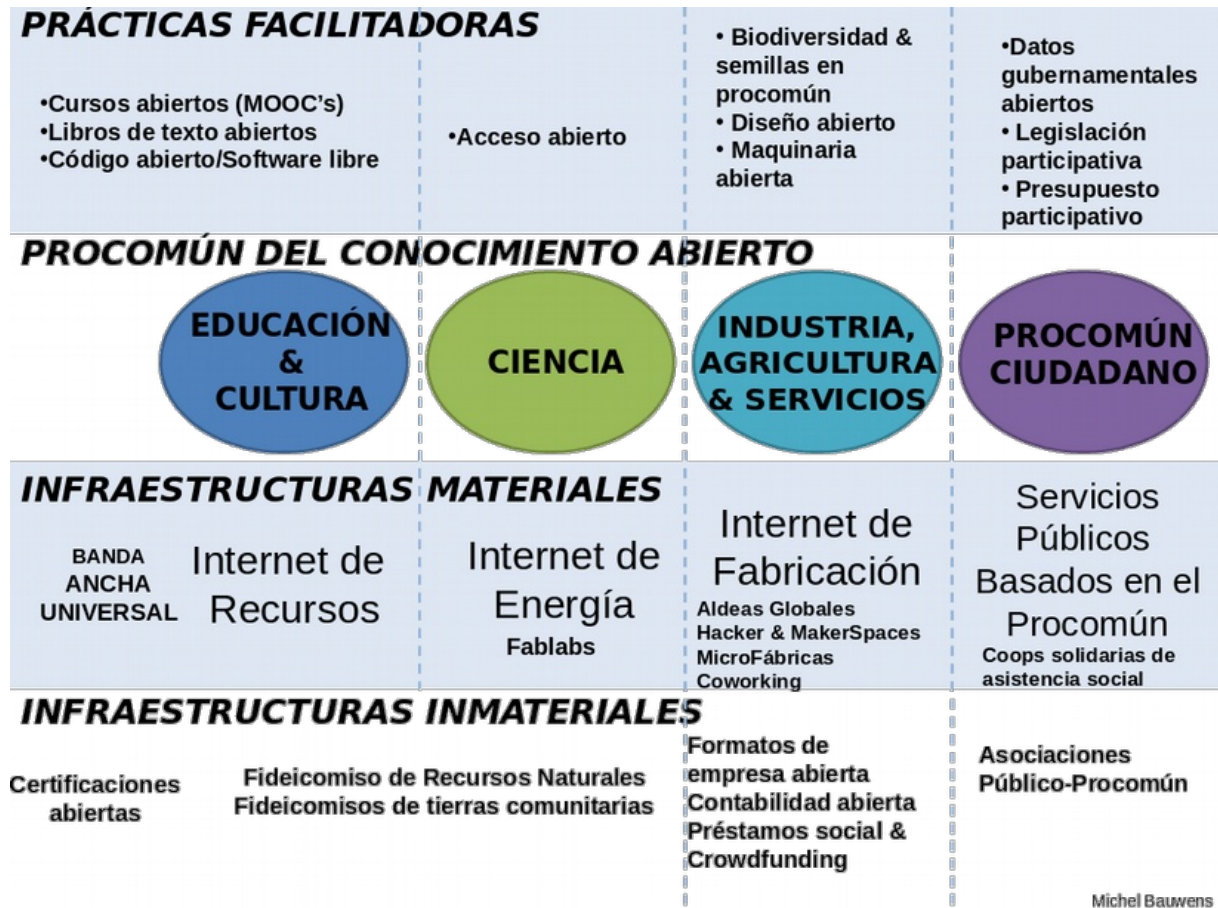 PRÁCTICAS FACILITADORAS
•Cursos abiertos (MOOC's)
•Libros de texto abiertos
•Código abierto/Software libre
•Acceso abierto
• Biodiversidad &
semillas en
procomún
• Diseño abierto
• Maquinaria
abierta
•Datos
gubernamentales
abiertos
• Legislación
participativa
• Presupuesto
participativo
PROCOMÚN DEL CONOCIMIENTO ABIERTO
EDUCACIÓN
&
CULTURA
CIENCIA
INDUSTRIA,
AGRICULTURA
& SERVICIOS
PROCOMÚN
CIUDADANO
INFRAESTRUCTURAS MATERIALES
BANDA
ANCHA
UNIVERSAL
Internet de
Recursos
Internet de
Energía
Fablabs
Internet de
Fabricación
Aldeas Globales
Hacker & MakerSpaces
MicroFábricas
Coworking
Servicios
Públicos
Basados en el
Procomún
Coops solidarias de
asistencia social
INFRAESTRUCTURAS INMATERIALES
Certificaciones
abiertas
Fideicomiso de Recursos Naturales
Fideicomisos de tierras comunitarias
Formatos de
empresa abierta
Contabilidad abierta
Préstamos social &
Crowdfunding
Asociaciones
Público-Procomún
Michel Bauwens